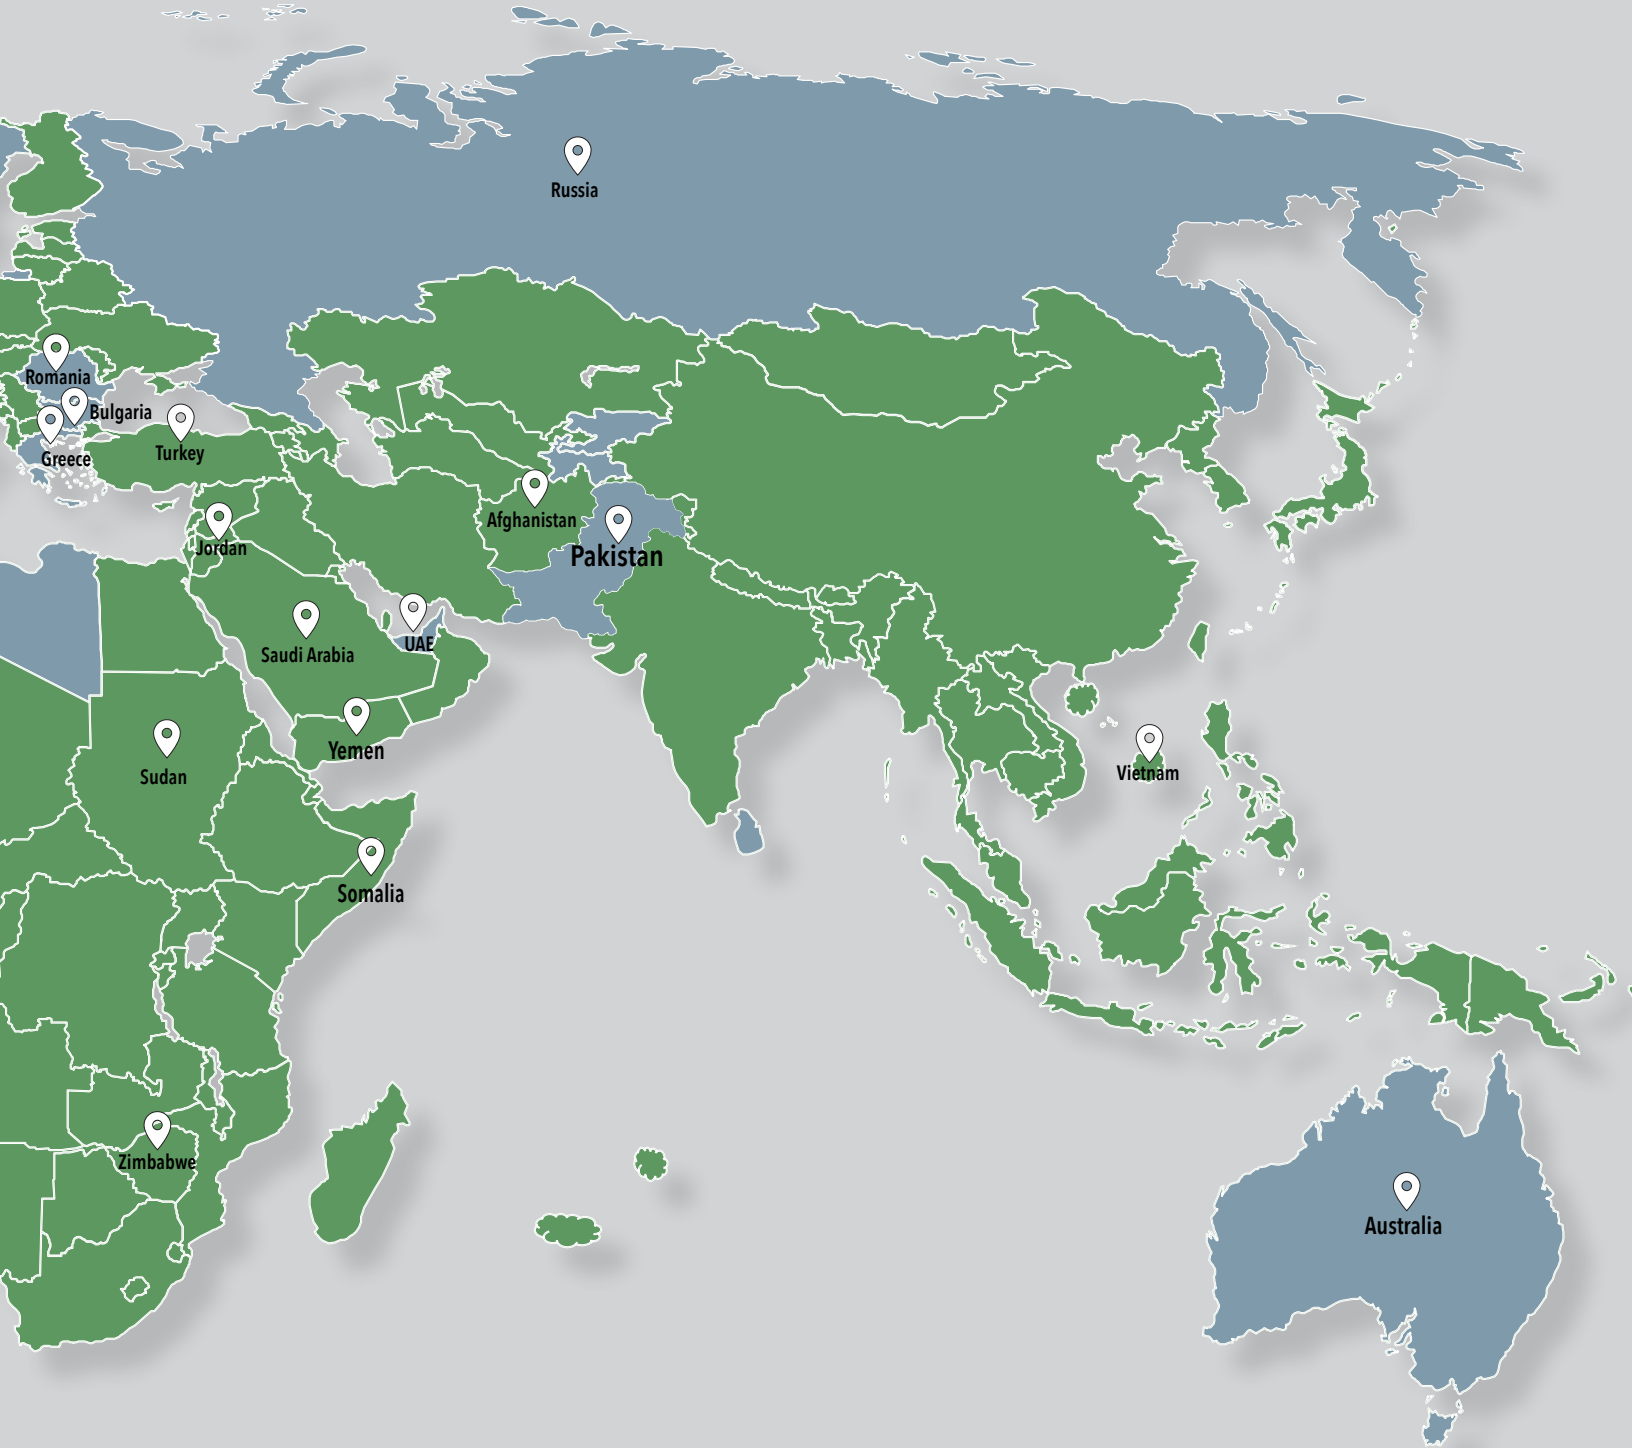 Russia
Romania
Bulgaria
Turkey
Greece
Afghanistan
Jordan
Pakistan
UAE
Saudi Arabia
Yemen
Sudan
Vietnam
Somalia
Zimbabwe
Australia